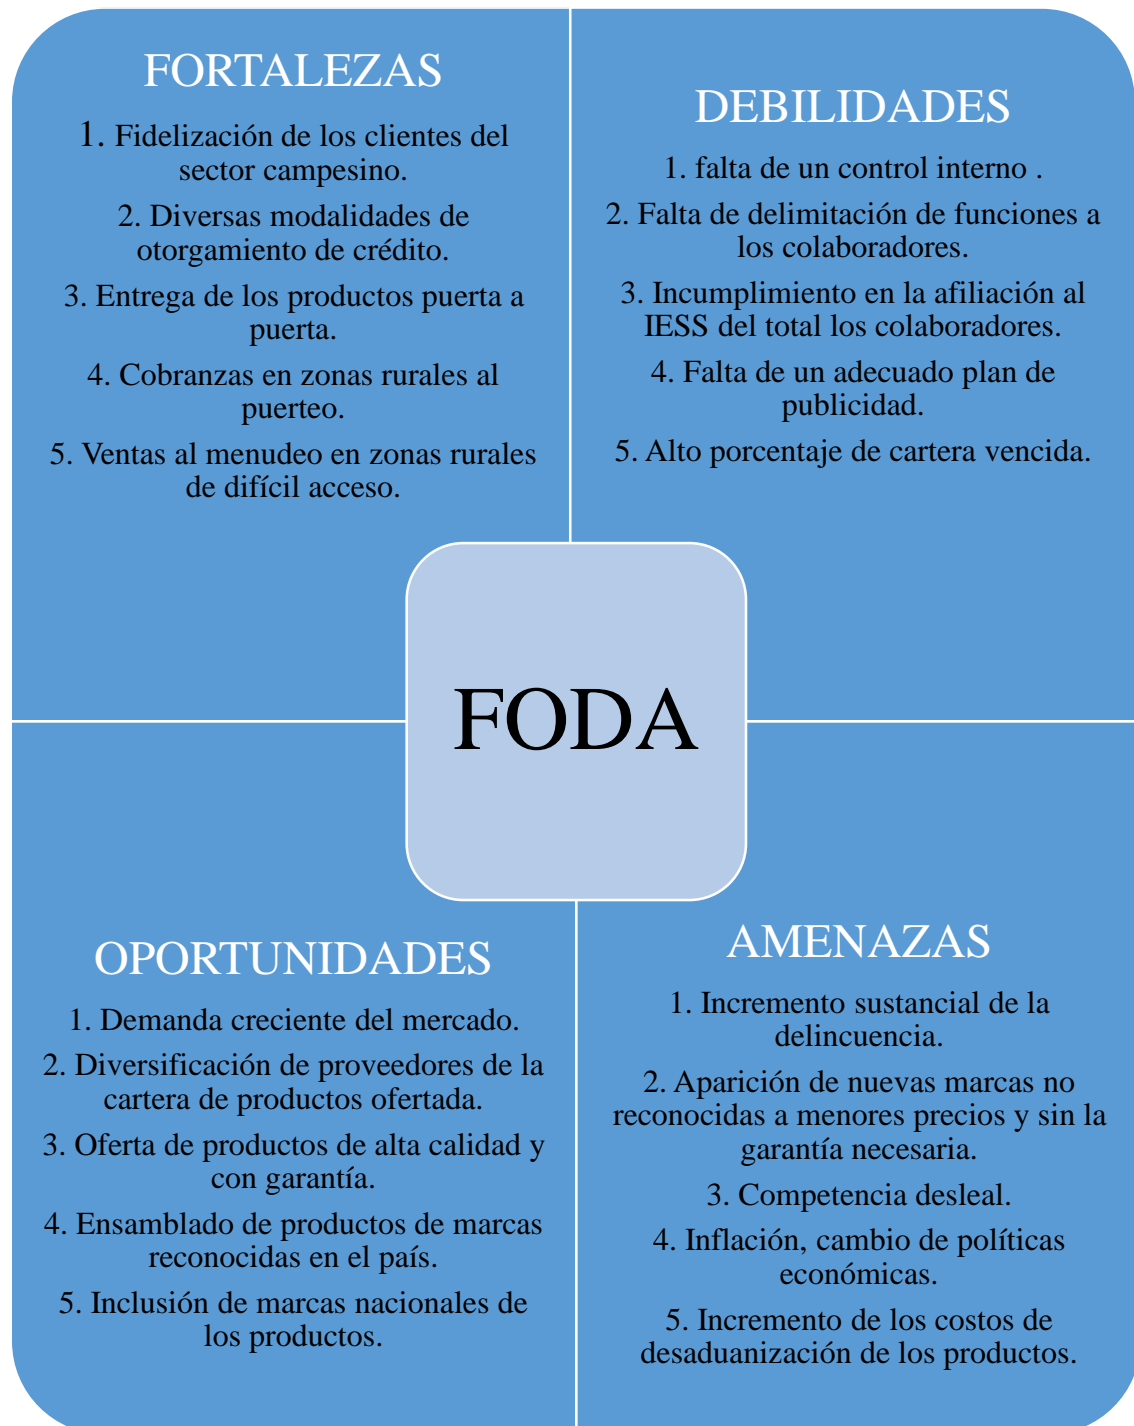 FORTALEZAS
1. Fidelización de los clientes del
sector campesino.
2. Diversas modalidades de
otorgamiento de crédito.
3. Entrega de los productos puerta a
puerta.
4. Cobranzas en zonas rurales al
puerteo.
5. Ventas al menudeo en zonas rurales
de difícil acceso.
DEBILIDADES
1. falta de un control interno .
2. Falta de delimitación de funciones a
los colaboradores.
3. Incumplimiento en la afiliación al
IESS del total los colaboradores.
4. Falta de un adecuado plan de
publicidad.
5. Alto porcentaje de cartera vencida.
FODA
OPORTUNIDADES
1. Demanda creciente del mercado.
2. Diversificación de proveedores de la
cartera de productos ofertada.
3. Oferta de productos de alta calidad y
con garantía.
4. Ensamblado de productos de marcas
reconocidas en el país.
5. Inclusión de marcas nacionales de
los productos.
AMENAZAS
1. Incremento sustancial de la
delincuencia.
2. Aparición de nuevas marcas no
reconocidas a menores precios y sin la
garantía necesaria.
3. Competencia desleal.
4. Inflación, cambio de políticas
económicas.
5. Incremento de los costos de
desaduanización de los productos.